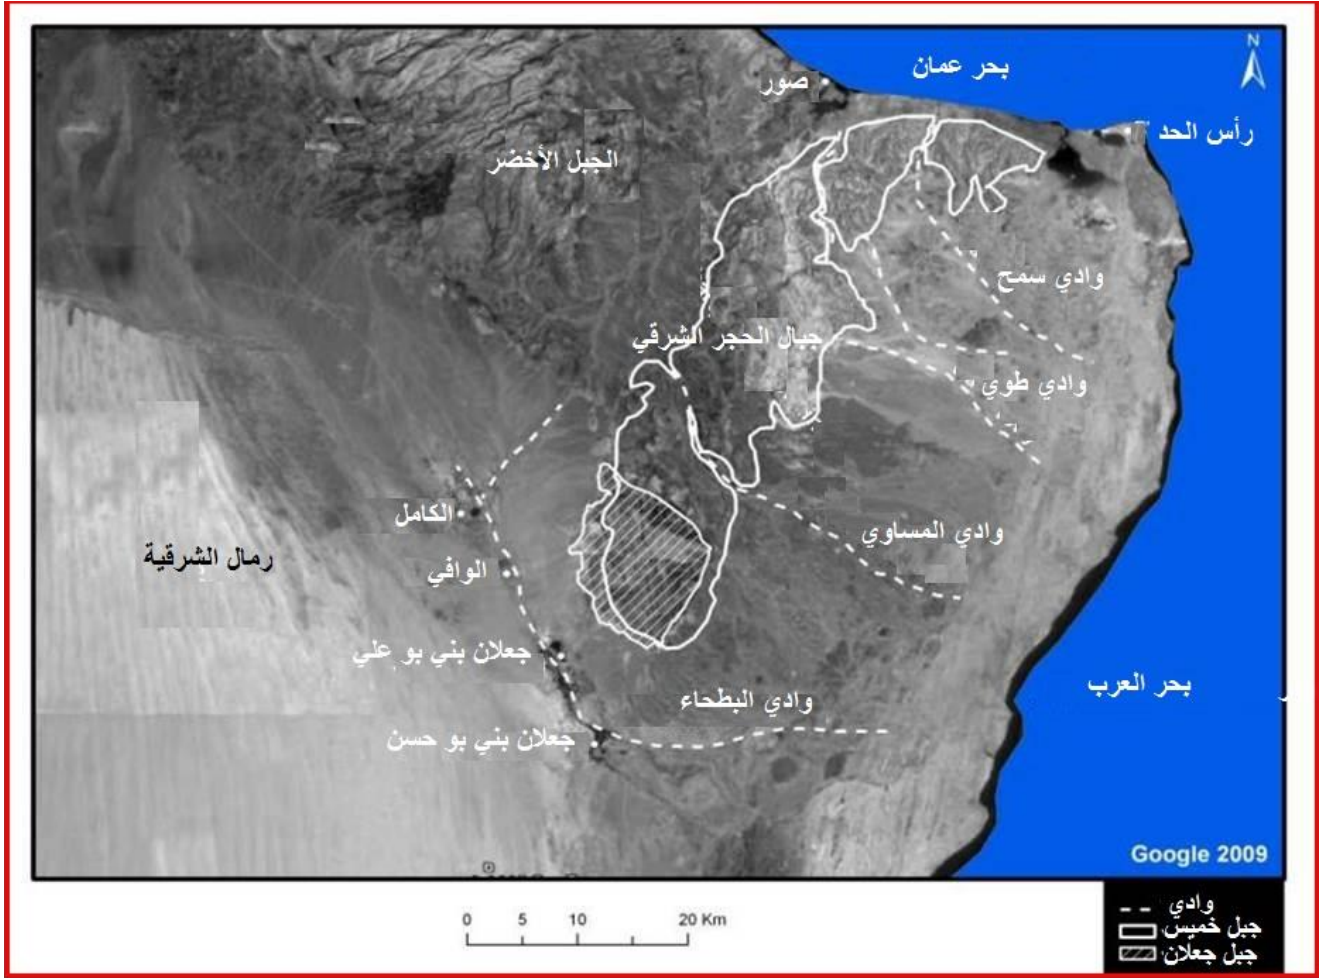 N
بحر عمان
صور
رأس الحد
الجبل الأخضر
وادي سمح
جبال الحجر الشرقي
وادي طوي
الكامل
وادي المساوي
رمال الشرقية
الوافي
جعلان بني بو علي
بحر العرب
وادي البطحاء
جعلان بني بو حسن
Google 2009
0 5 10 20 Km
وادي
جبل خميس
جبل جعلان